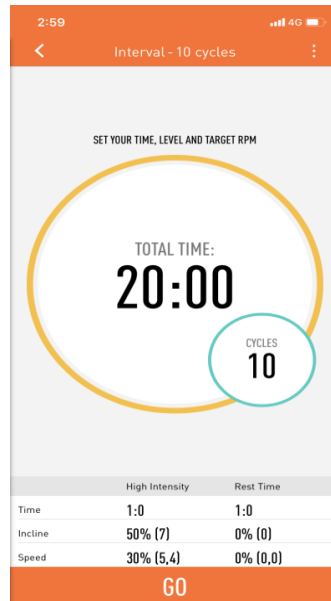 2:59 4G
Interval - 10 cycles
SET YOUR TIME, LEVEL AND TARGET RPM
TOTAL TIME:
20:00
CYCLES
10
High Intensity Rest Time
Time 1:0 1:0
Incline 50% (7) 0% (0)
Speed 30% (5,4) 0% (0,0)
GO